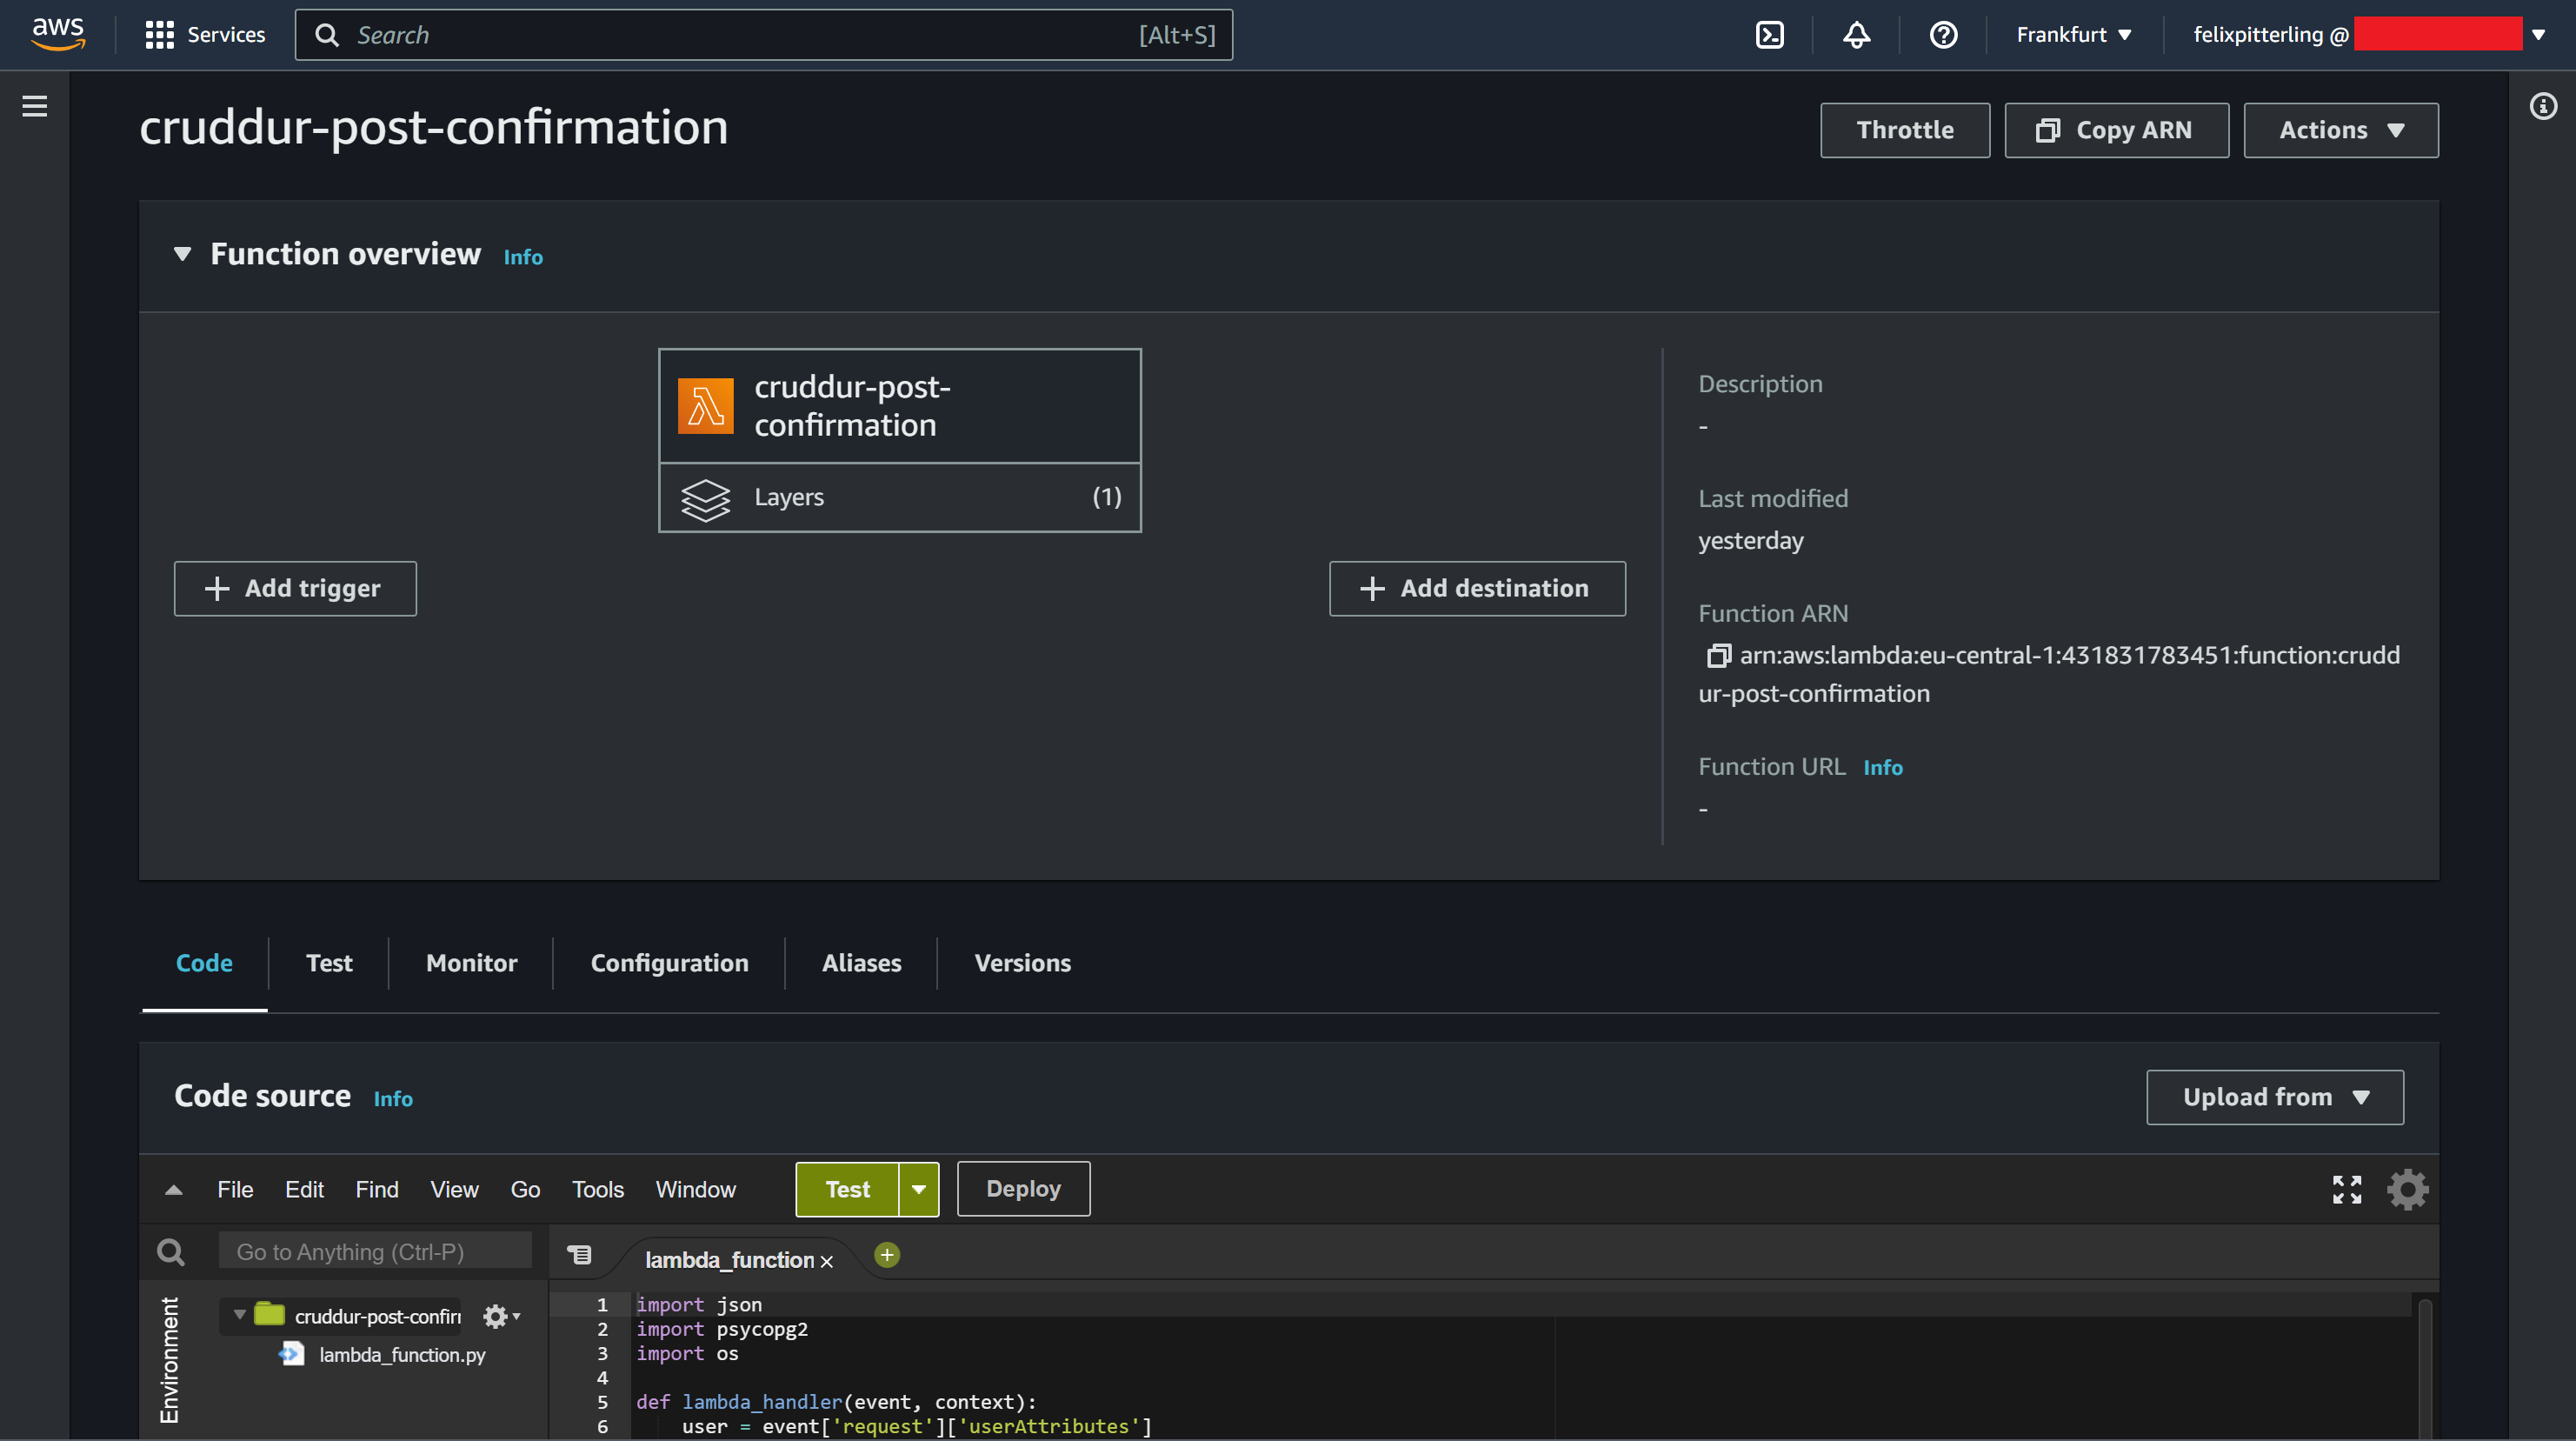 aws
Services
Search
[Alt+S]
Frankfurt
felixpitterling @
cruddur-post-confirmation
Throttle
Copy ARN
Actions
Function overview
Info
cruddur-post-
confirmation
Layers
(1)
Add trigger
Add destination
Description
-
Last modified
yesterday
Function ARN
arn:aws:lambda:eu-central-1:431831783451:function:crudd
ur-post-confirmation
Function URL Info
-
Code
Test
Monitor
Configuration
Aliases
Versions
Code source
Info
Upload from
File Edit Find View Go Tools Window
Test
Deploy
Go to Anything (Ctrl-P)
lambda_function
Environment
cruddur-post-confir
lambda_function.py
1 import json
2 import psycopg2
3 import os
4
5 def lambda_handler(event, context):
6 user = event['request']['userAttributes']